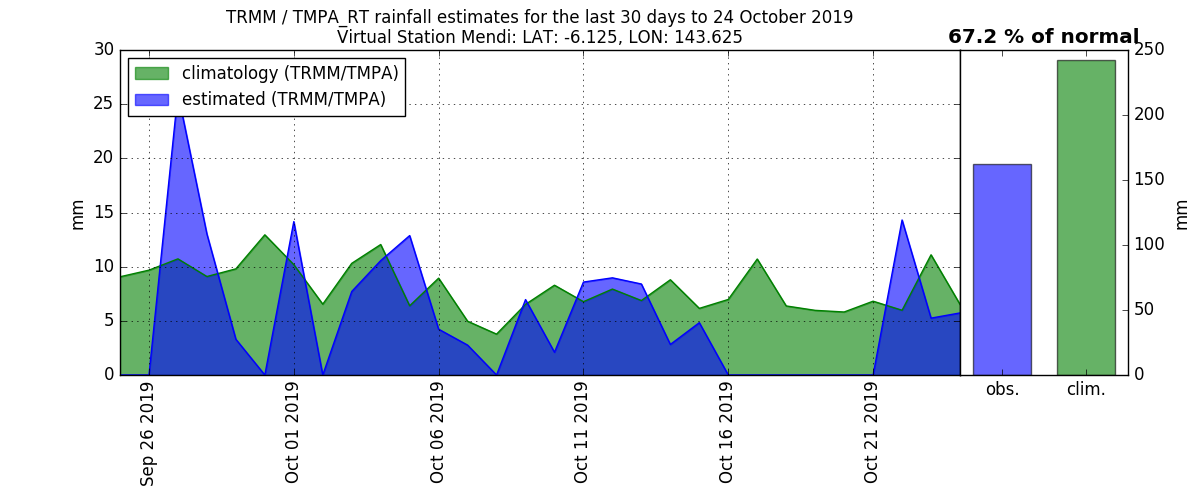 TRMM / TMPA_RT rainfall estimates for the last 30 days to 24 October 2019
Virtual Station Mendi: LAT: -6.125, LON: 143.625
67.2 % of normal
climatology (TRMM/TMPA)
estimated (TRMM/TMPA)
30
25
20
15
10
5
0
mm
Sep 26 2019
Oct 01 2019
Oct 06 2019
Oct 11 2019
Oct 16 2019
Oct 21 2019
obs.
clim.
250
200
150
100
50
0
mm